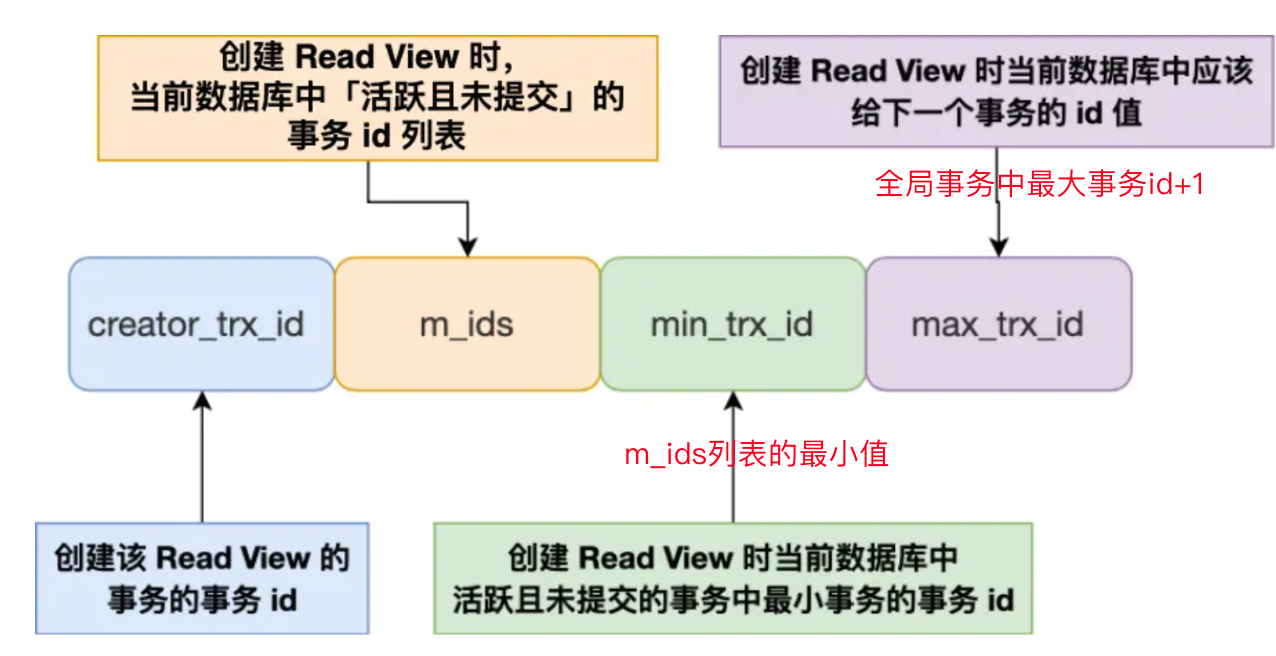 创建 Read View 时,
当前数据库中「活跃且未提交」的
事务 id 列表
创建 Read View 时当前数据库中应该
给下一个事务的 id 值
全局事务中最大事务id+1
creator_trx_id
m_ids
min_trx_id
max_trx_id
m_ids列表的最小值
创建该 Read View 的
事务的事务 id
创建 Read View 时当前数据库中
活跃且未提交的事务中最小事务的事务 id